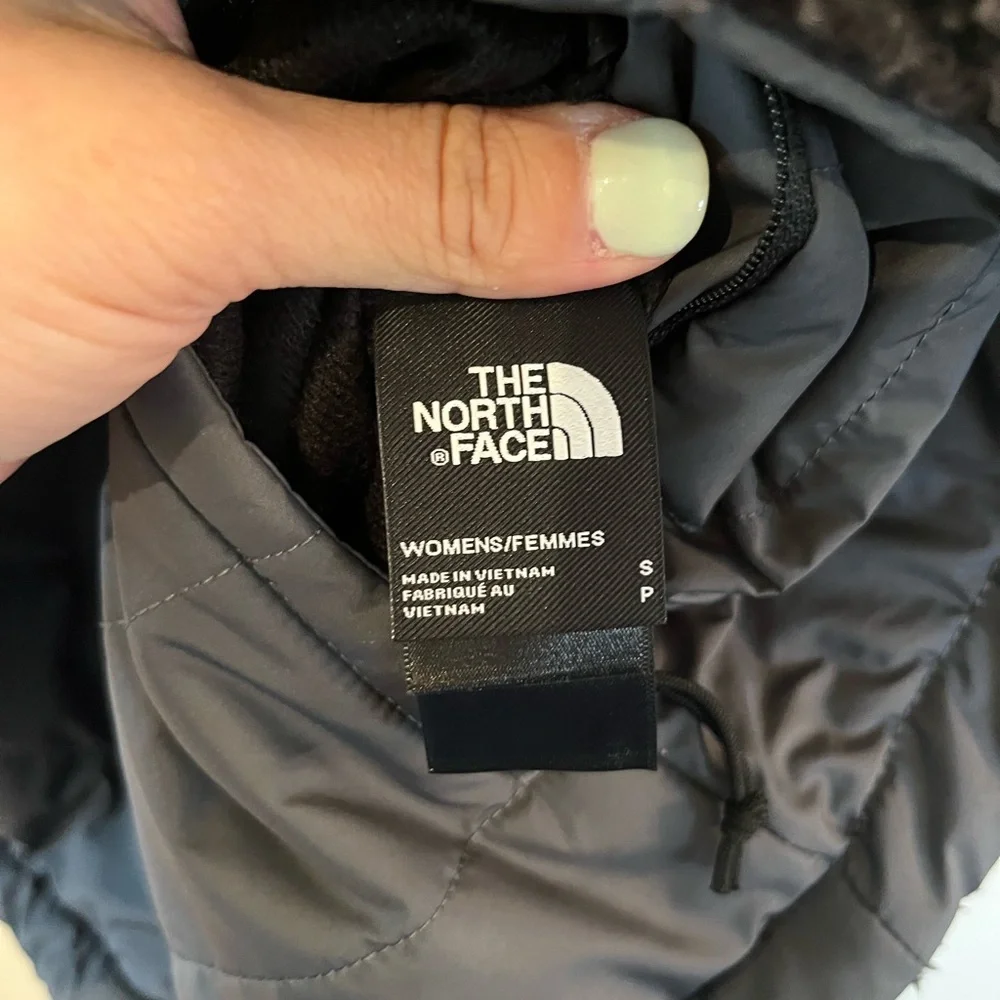 THE
NORTH
®FACE
WOMENS/FEMMES
MADE IN VIETNAM S
FABRIQUÉ AU P
VIETNAM